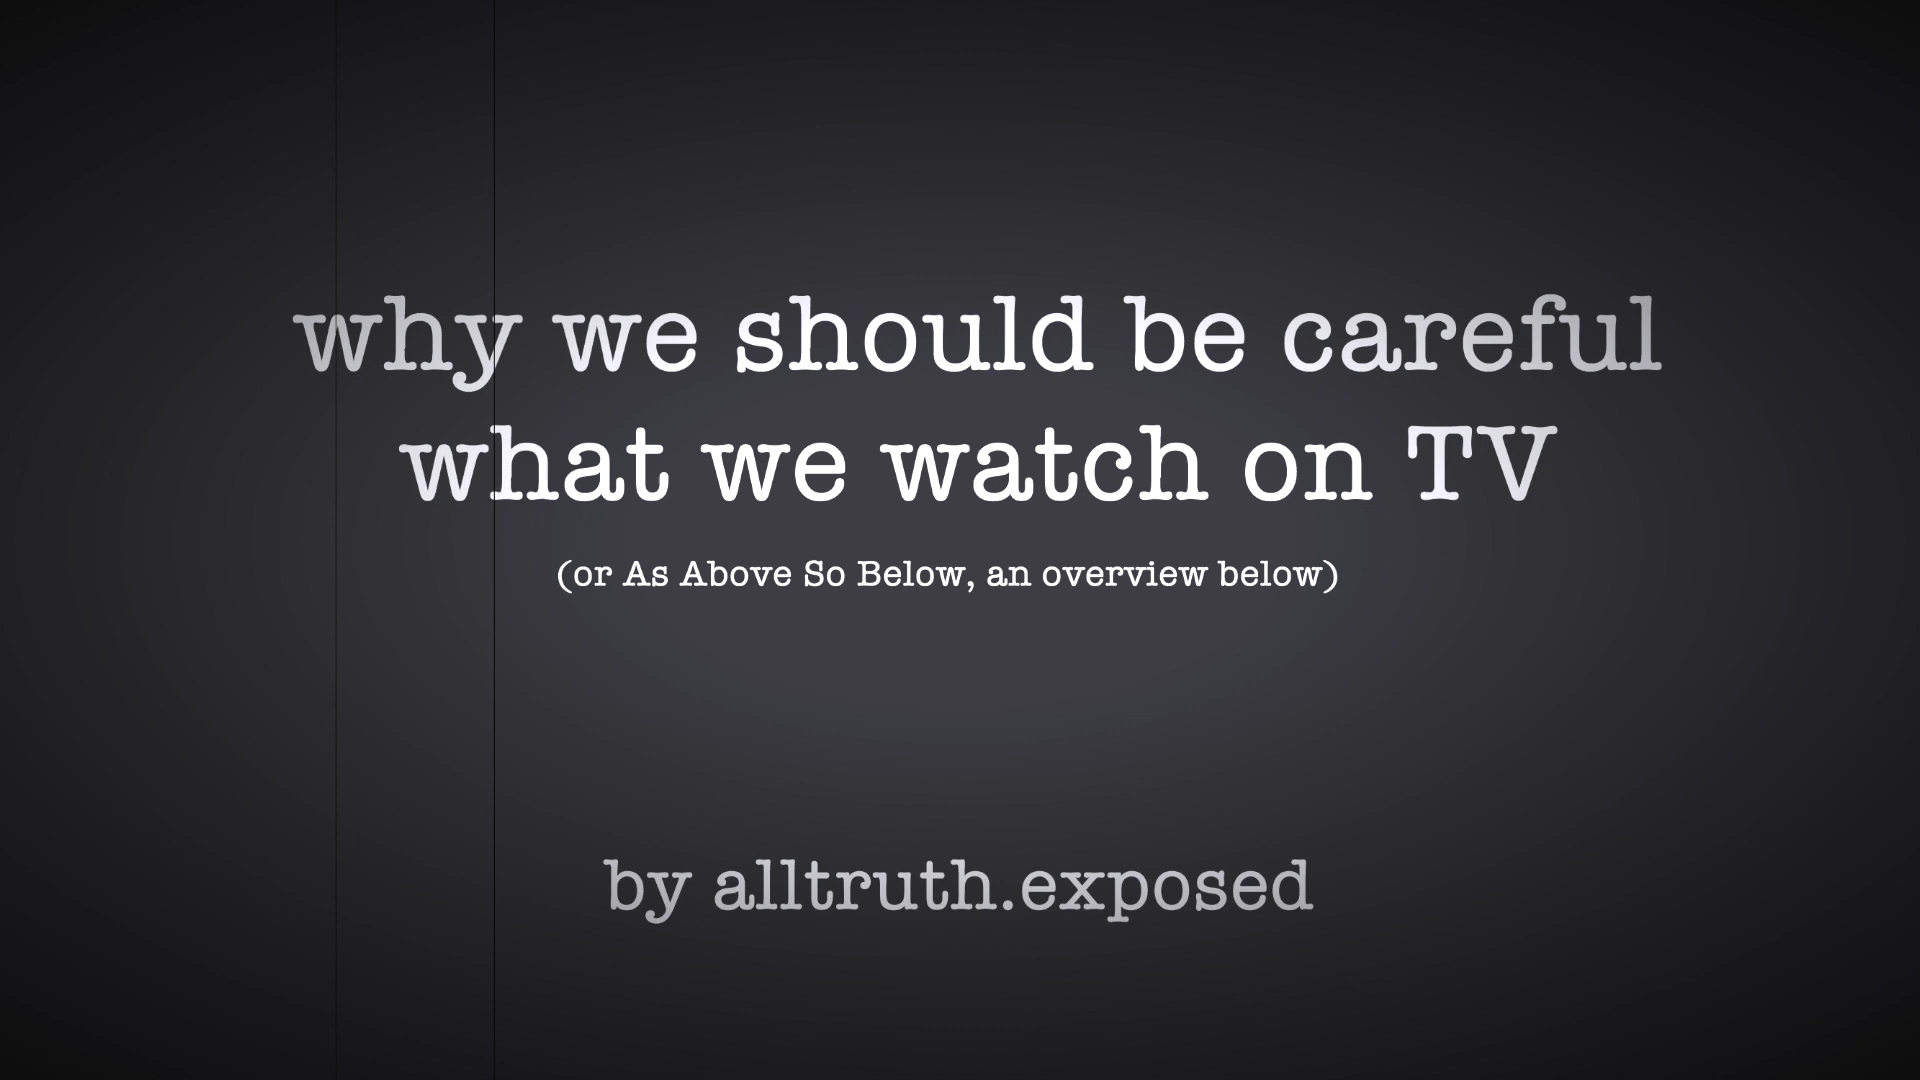 why we should be careful
what we watch on TV
(or As Above So Below, an overview below)
by alltruth.exposed